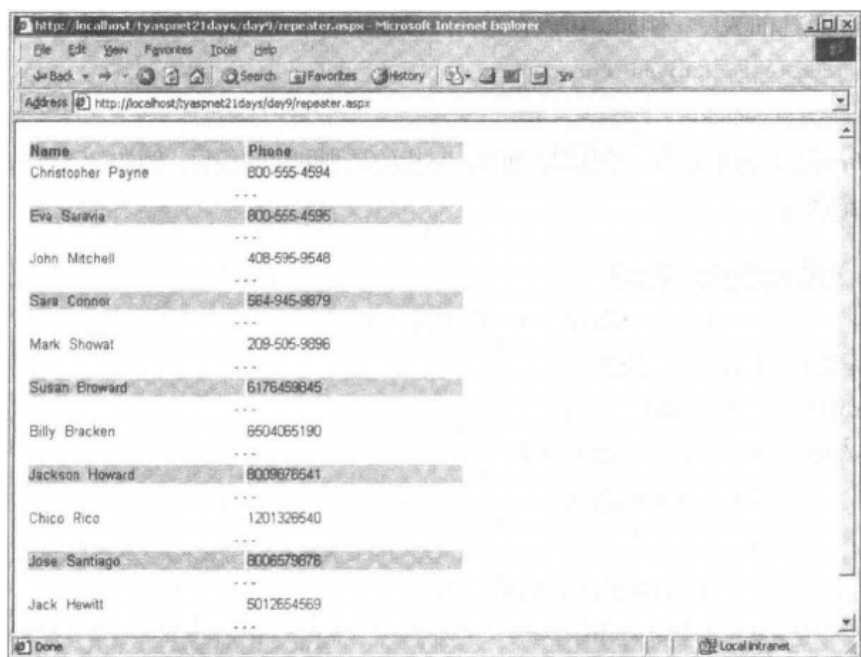 http://localhost/tyaspnet21days/day9/repeater.aspx - Microsoft Internet Explorer
File Edit View Favorites Tools Help
Back Search Favorites History
Address http://localhost/tyaspnet21days/day9/repeater.aspx
Name Phone
Christopher Payne 800-555-4594
---
Eva Saravia 800-555-4595
---
John Mitchell 408-595-9548
---
Sara Connor 564-945-9879
---
Mark Showat 209-505-9896
---
Susan Broward 6176459845
---
Billy Bracken 6504065190
---
Jackson Howard 8009876541
---
Chico Rico 1201326540
---
Jose Santiago 8006579876
---
Jack Hewitt 5012654569
---
Done Local intranet